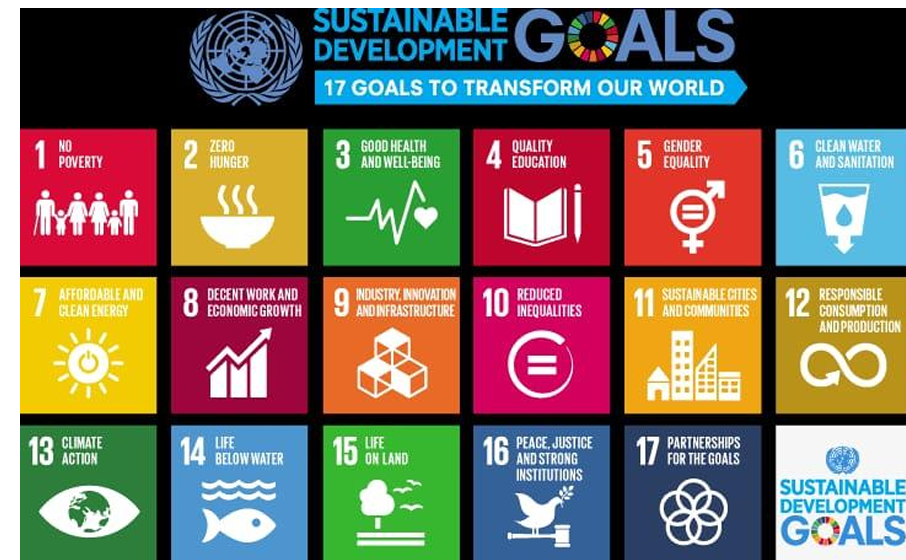 SUSTAINABLE
DEVELOPMENT
GOALS
17 GOALS TO TRANSFORM OUR WORLD
1 NO
POVERTY
2 ZERO
HUNGER
3 GOOD HEALTH
AND WELL-BEING
4 QUALITY
EDUCATION
5 GENDER
EQUALITY
6 CLEAN WATER
AND SANITATION
7 AFFORDABLE AND
CLEAN ENERGY
8 DECENT WORK AND
ECONOMIC GROWTH
9 INDUSTRY, INNOVATION
AND INFRASTRUCTURE
10 REDUCED
INEQUALITIES
11 SUSTAINABLE CITIES
AND COMMUNITIES
12 RESPONSIBLE
CONSUMPTION
AND PRODUCTION
13 CLIMATE
ACTION
14 LIFE
BELOW WATER
15 LIFE
ON LAND
16 PEACE, JUSTICE
AND STRONG
INSTITUTIONS
17 PARTNERSHIPS
FOR THE GOALS
SUSTAINABLE
DEVELOPMENT
GOALS